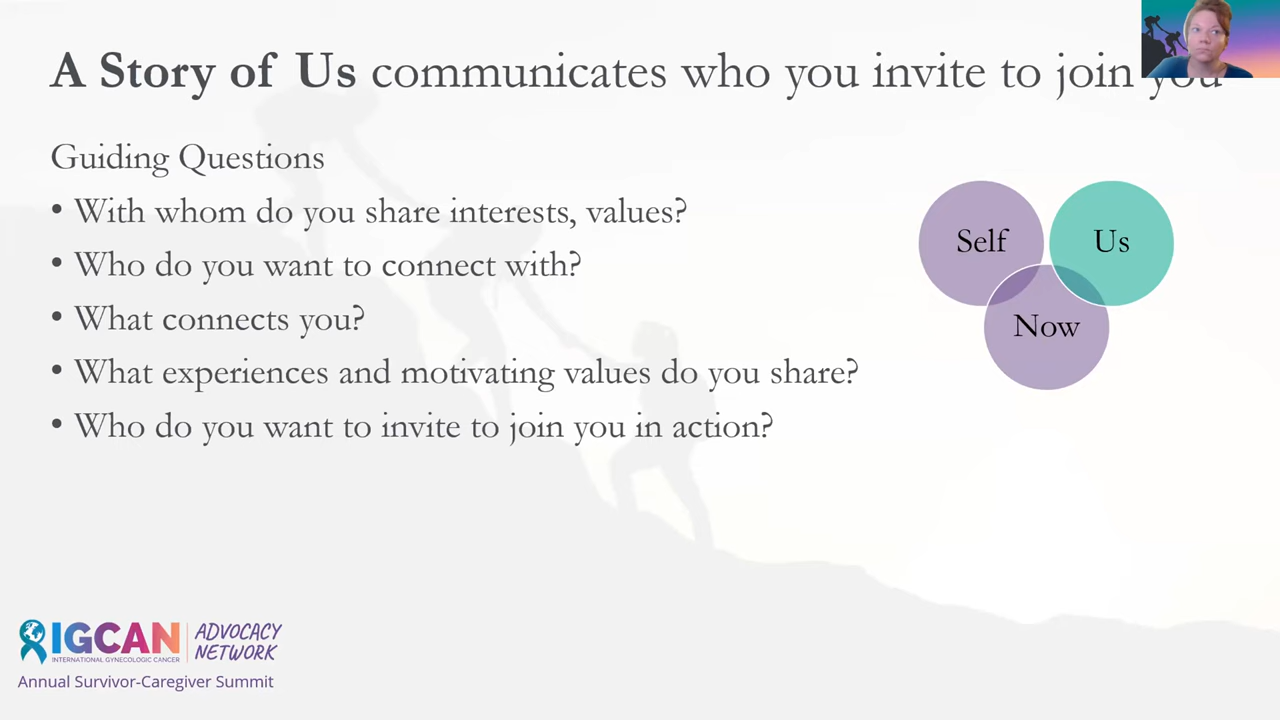 A Story of Us communicates who you invite to join you
Guiding Questions
• With whom do you share interests, values?
• Who do you want to connect with?
• What connects you?
• What experiences and motivating values do you share?
• Who do you want to invite to join you in action?
Self
Us
Now
IGCAN
INTERNATIONAL GYNECOLOGIC CANCER
ADVOCACY
NETWORK
Annual Survivor-Caregiver Summit